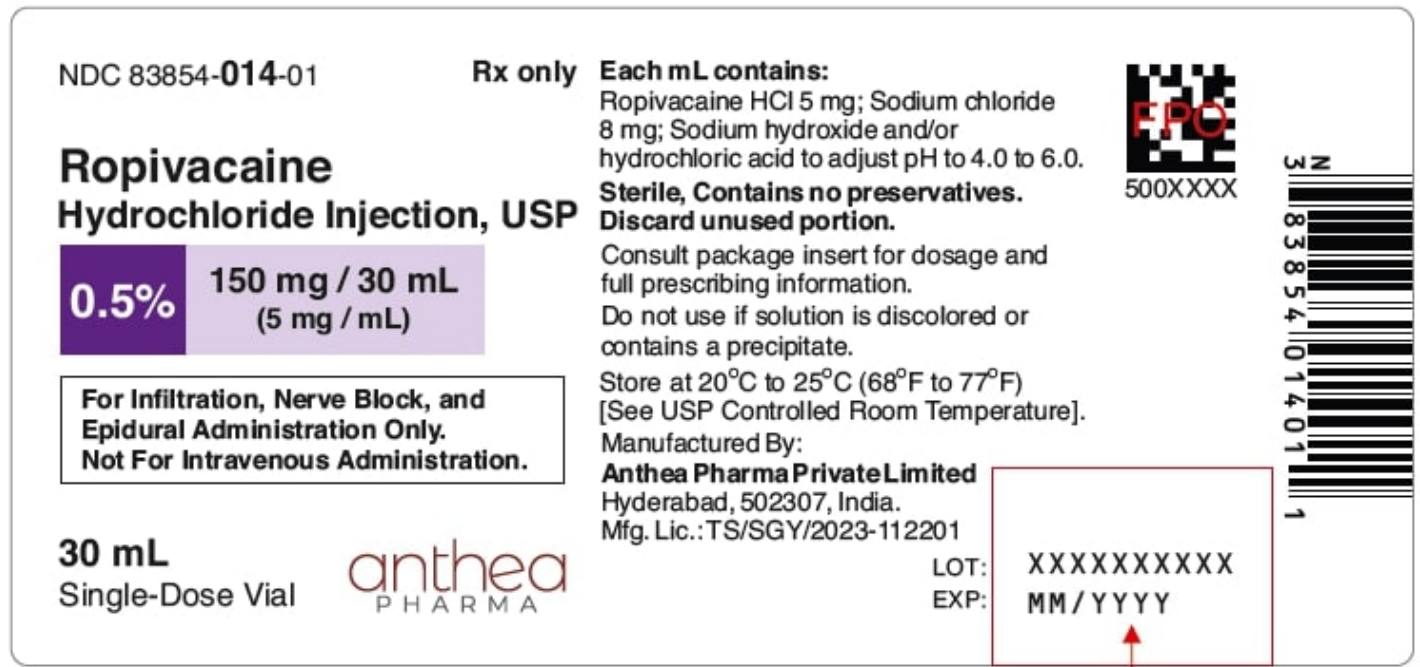 NDC 83854-014-01
Rx only
Ropivacaine
Hydrochloride Injection, USP
0.5%
150 mg / 30 mL
(5 mg / mL)
For Infiltration, Nerve Block, and
Epidural Administration Only.
Not For Intravenous Administration.
30 mL
Single-Dose Vial
anthea
PHARMA
Each mL contains:
Ropivacaine HCl 5 mg; Sodium chloride
8 mg; Sodium hydroxide and/or
hydrochloric acid to adjust pH to 4.0 to 6.0.
Sterile, Contains no preservatives.
Discard unused portion.
Consult package insert for dosage and
full prescribing information.
Do not use if solution is discolored or
contains a precipitate.
Store at 20°C to 25°C (68°F to 77°F)
[See USP Controlled Room Temperature].
Manufactured By:
Anthea Pharma Private Limited
Hyderabad, 502307, India.
Mfg. Lic.: TS/SGY/2023-112201
FPO
500XXXX
LOT: XXXXXXXXXX
EXP: MM/YYYY
N
3 83854 01401 1